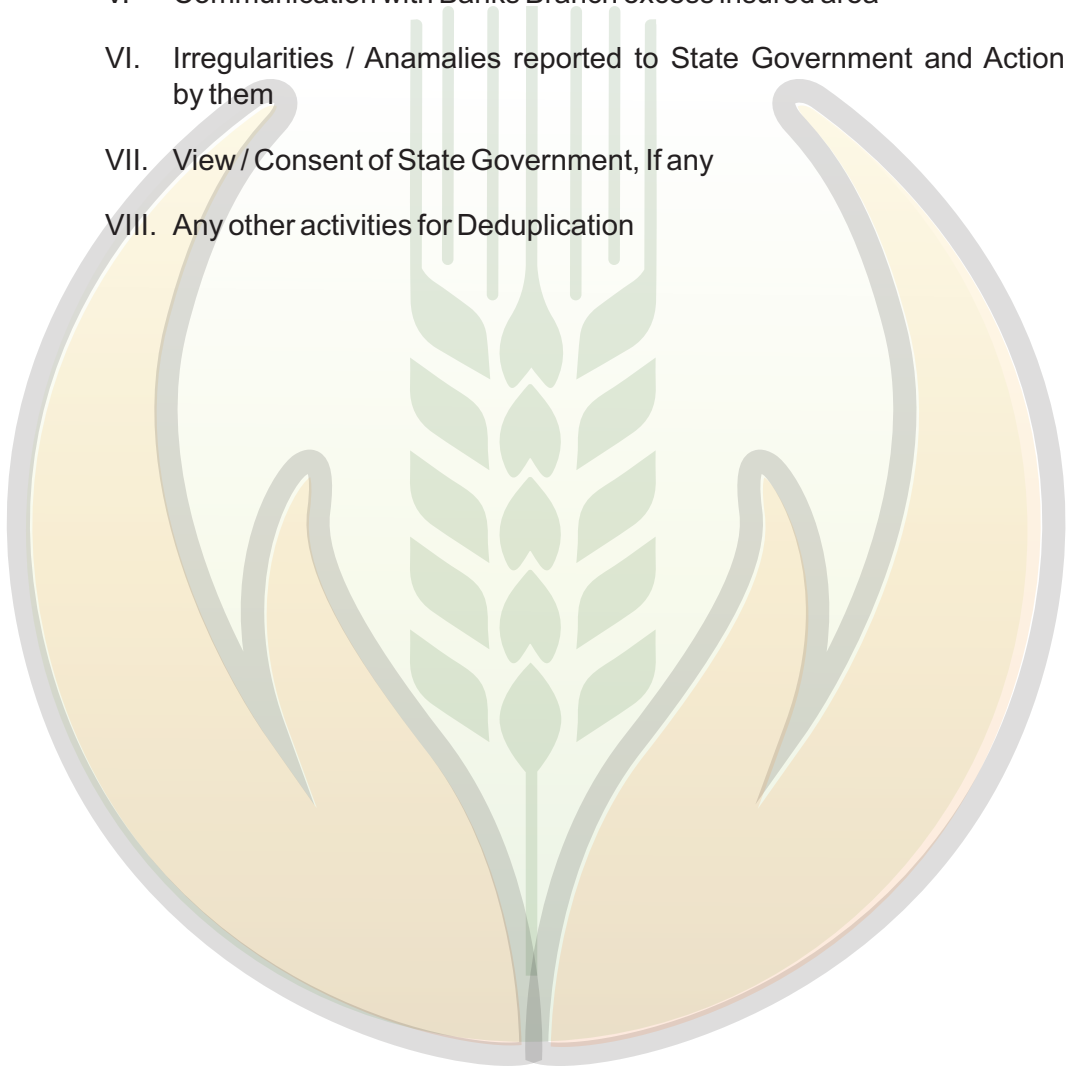 V. Communication with Banks Branch excess insured area
VI. Irregularities / Anamalies reported to State Government and Action
by them
VII. View / Consent of State Government, If any
VIII. Any other activities for Deduplication